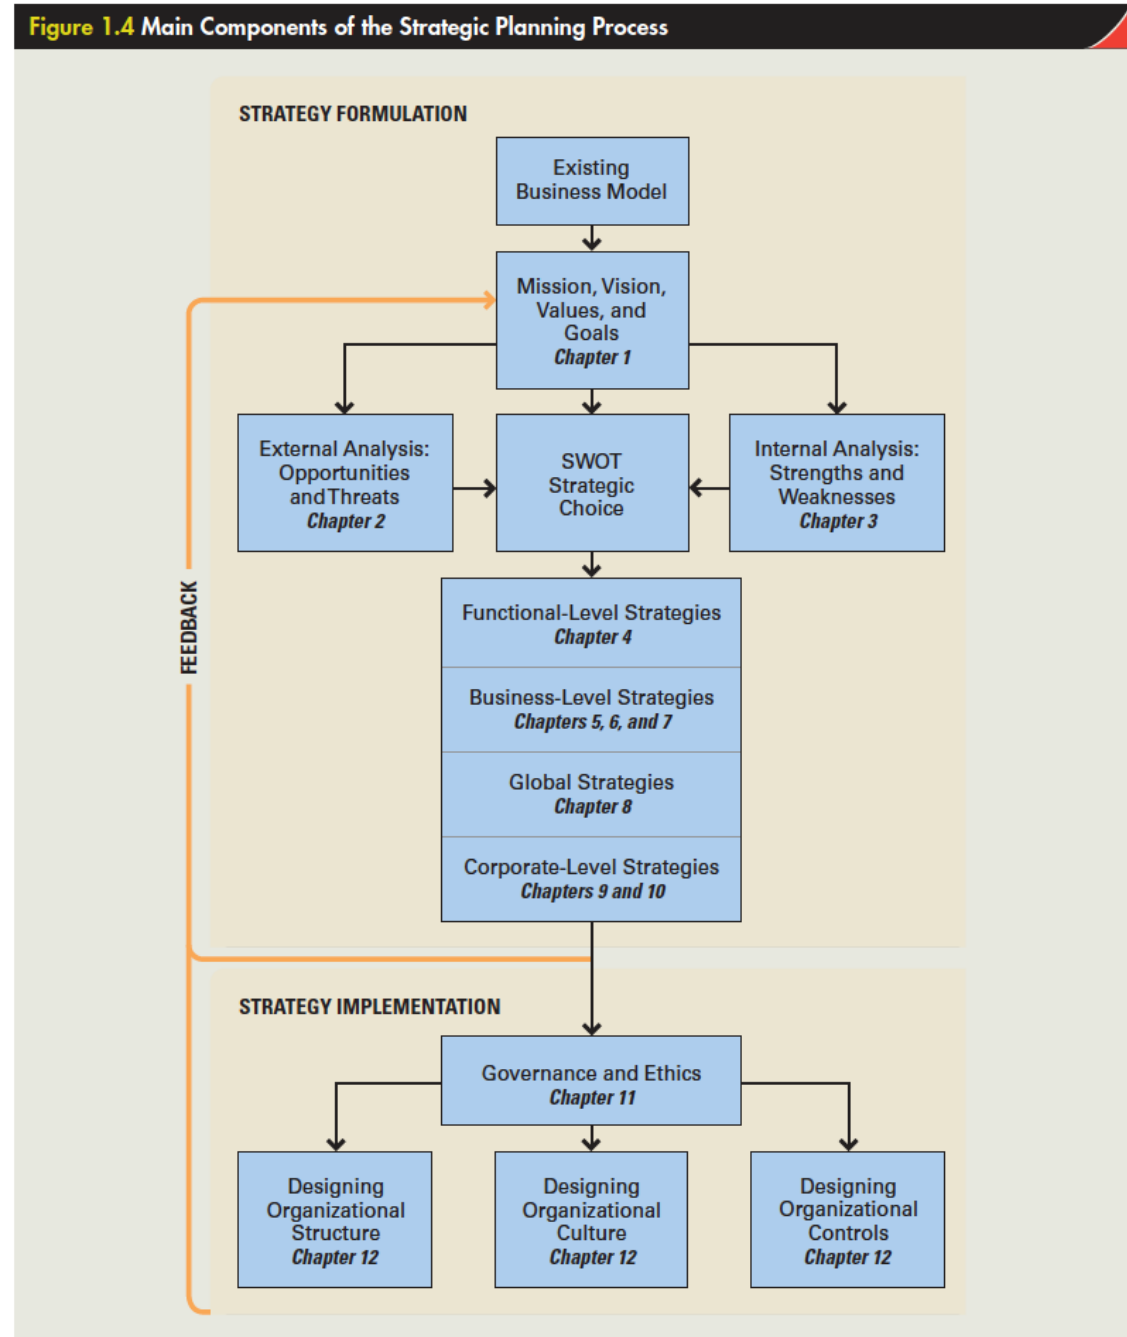 Figure 1.4 Main Components of the Strategic Planning Process
STRATEGY FORMULATION
Existing
Business Model
Mission, Vision,
Values, and
Goals
Chapter 1
External Analysis:
Opportunities
and Threats
Chapter 2
SWOT
Strategic
Choice
Internal Analysis:
Strengths and
Weaknesses
Chapter 3
FEEDBACK
Functional-Level Strategies
Chapter 4
Business-Level Strategies
Chapters 5, 6, and 7
Global Strategies
Chapter 8
Corporate-Level Strategies
Chapters 9 and 10
STRATEGY IMPLEMENTATION
Governance and Ethics
Chapter 11
Designing
Organizational
Structure
Chapter 12
Designing
Organizational
Culture
Chapter 12
Designing
Organizational
Controls
Chapter 12